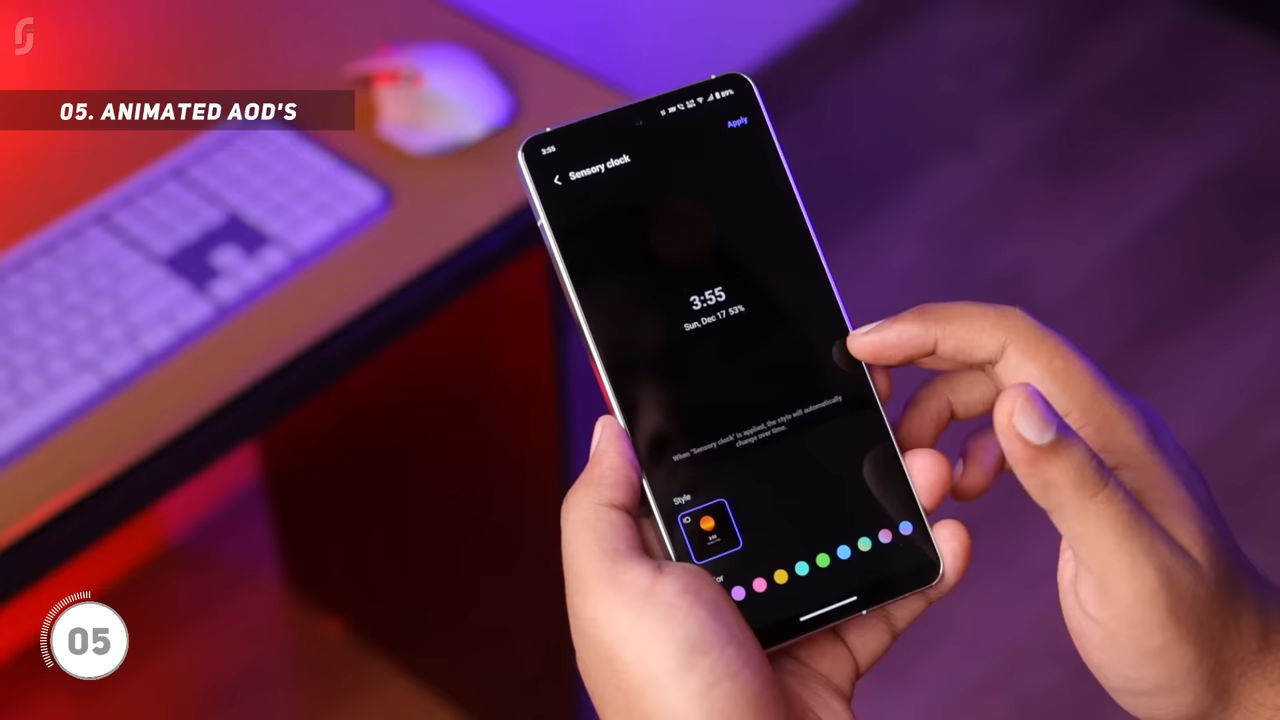 05. ANIMATED AOD'S
89%
3:55
Apply
Sensory clock
3:55
Sun, Dec 17 53%
When "Sensory clock" is applied, the style will automatically
change over time.
Style
05